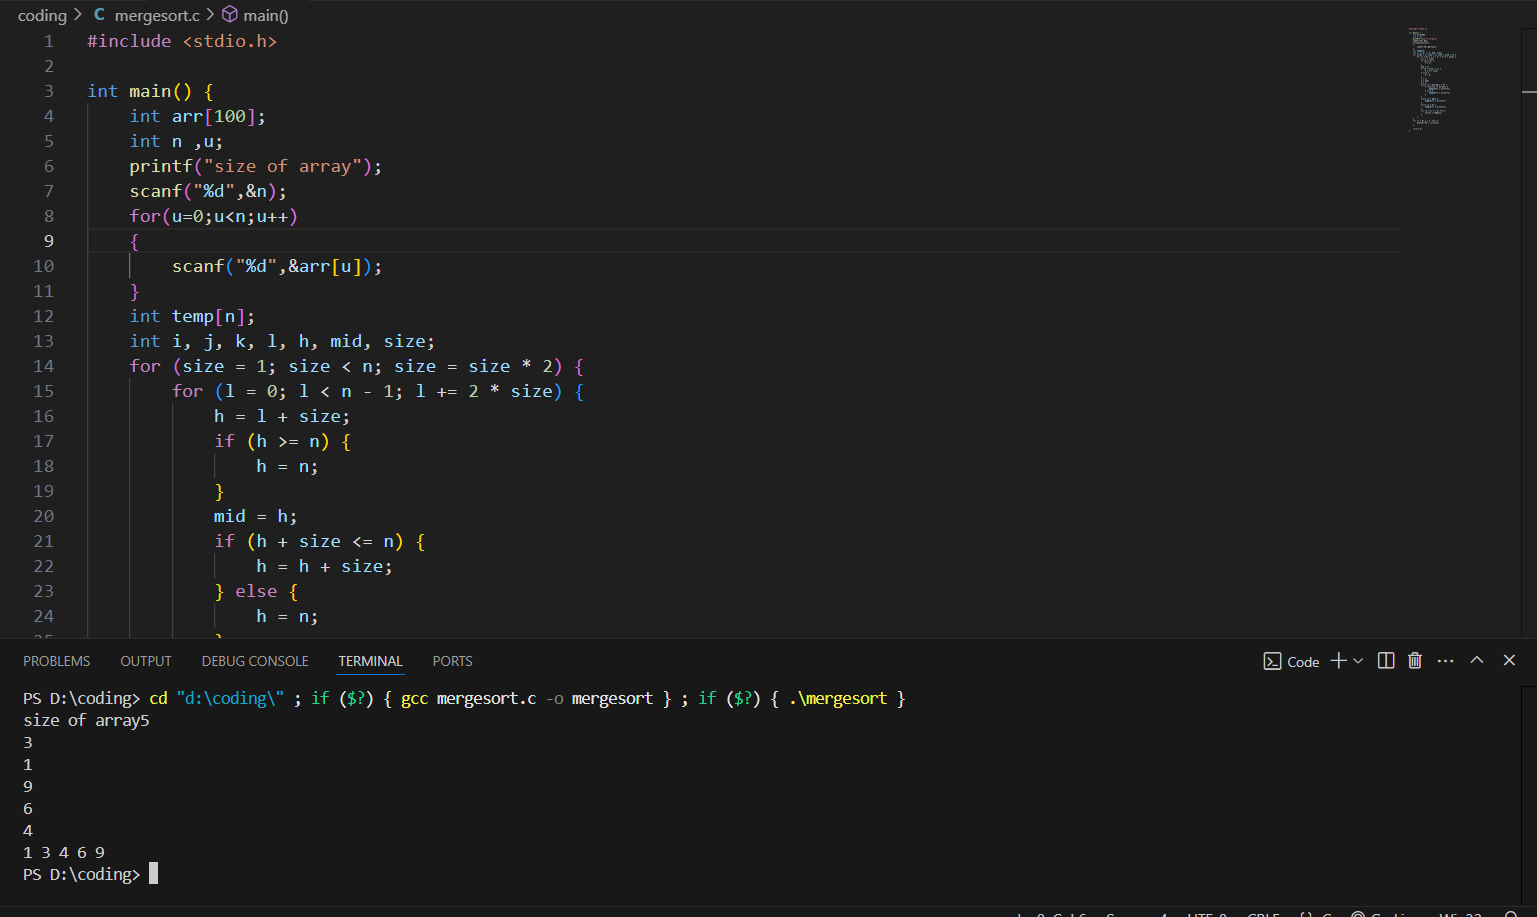 coding > C mergesort.c > main()
1 #include <stdio.h>
2
3 int main() {
4     int arr[100];
5     int n ,u;
6     printf("size of array");
7     scanf("%d",&n);
8     for(u=0;u<n;u++)
9     {
10         scanf("%d",&arr[u]);
11     }
12     int temp[n];
13     int i, j, k, l, h, mid, size;
14     for (size = 1; size < n; size = size * 2) {
15         for (l = 0; l < n - 1; l += 2 * size) {
16             h = l + size;
17             if (h >= n) {
18                 h = n;
19             }
20             mid = h;
21             if (h + size <= n) {
22                 h = h + size;
23             } else {
24                 h = n;
PROBLEMS OUTPUT DEBUG CONSOLE TERMINAL PORTS Code
PS D:\coding> cd "d:\coding\" ; if ($?) { gcc mergesort.c -o mergesort } ; if ($?) { .\mergesort }
size of array5
3
1
9
6
4
1 3 4 6 9
PS D:\coding>